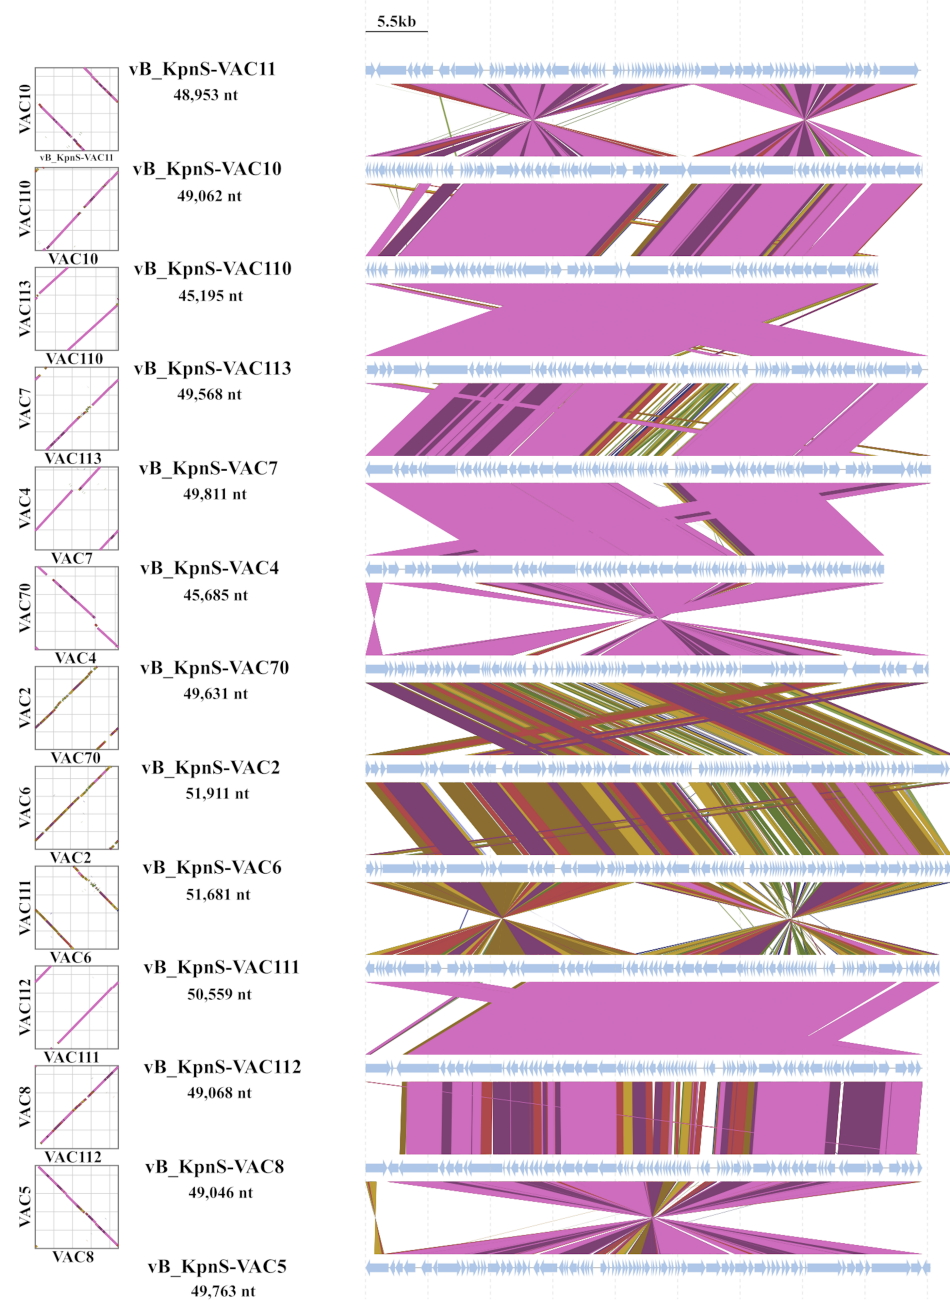 5.5kb
vB_KpnS-VAC11
48,953 nt
VAC10
vB_KpnS-VAC11
vB_KpnS-VAC10
49,062 nt
VAC110
VAC10
vB_KpnS-VAC110
45,195 nt
VAC113
VAC110
vB_KpnS-VAC113
49,568 nt
VAC7
VAC113
vB_KpnS-VAC7
49,811 nt
VAC4
VAC7
vB_KpnS-VAC4
45,685 nt
VAC70
VAC4
vB_KpnS-VAC70
49,631 nt
VAC2
VAC70
vB_KpnS-VAC2
51,911 nt
VAC6
VAC2
vB_KpnS-VAC6
51,681 nt
VAC111
VAC6
vB_KpnS-VAC111
50,559 nt
VAC112
VAC111
vB_KpnS-VAC112
49,068 nt
VAC8
VAC112
vB_KpnS-VAC8
49,046 nt
VAC5
VAC8
vB_KpnS-VAC5
49,763 nt